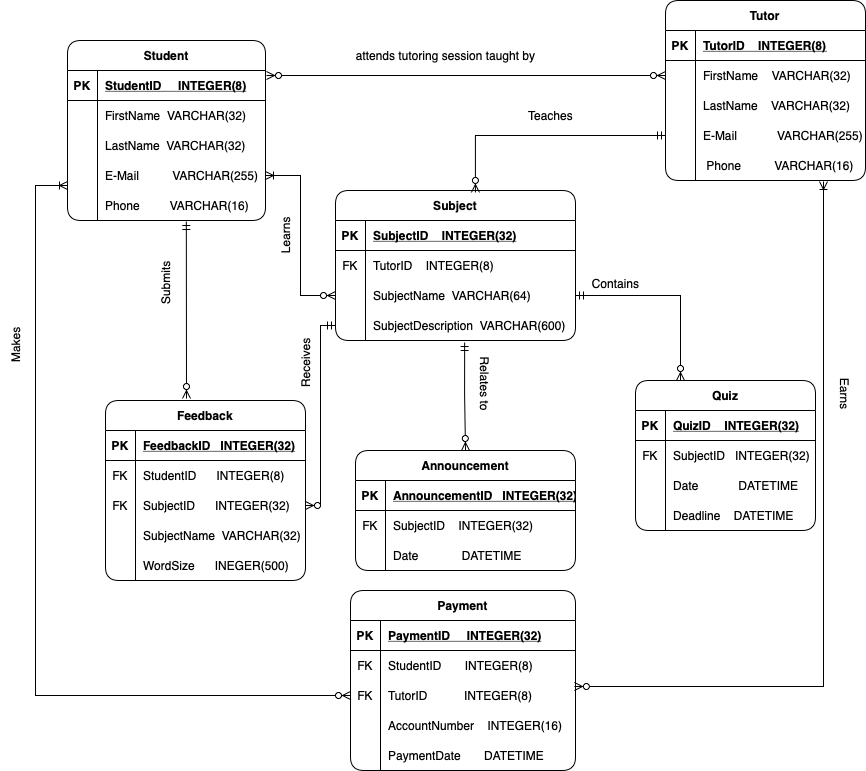 Tutor
PK TutorID INTEGER(8)
FirstName VARCHAR(32)
LastName VARCHAR(32)
E-Mail VARCHAR(255)
Phone VARCHAR(16)
Student
PK StudentID INTEGER(8)
FirstName VARCHAR(32)
LastName VARCHAR(32)
E-Mail VARCHAR(255)
Phone VARCHAR(16)
attends tutoring session taught by
Teaches
Learns
Submits
Makes
Subject
PK SubjectID INTEGER(32)
FK TutorID INTEGER(8)
SubjectName VARCHAR(64)
SubjectDescription VARCHAR(600)
Contains
Receives
Relates to
Earns
Quiz
PK QuizID INTEGER(32)
FK SubjectID INTEGER(32)
Date DATETIME
Deadline DATETIME
Feedback
PK FeedbackID INTEGER(32)
FK StudentID INTEGER(8)
FK SubjectID INTEGER(32)
SubjectName VARCHAR(32)
WordSize INEGER(500)
Announcement
PK AnnouncementID INTEGER(32)
FK SubjectID INTEGER(32)
Date DATETIME
Payment
PK PaymentID INTEGER(32)
FK StudentID INTEGER(8)
FK TutorID INTEGER(8)
AccountNumber INTEGER(16)
PaymentDate DATETIME